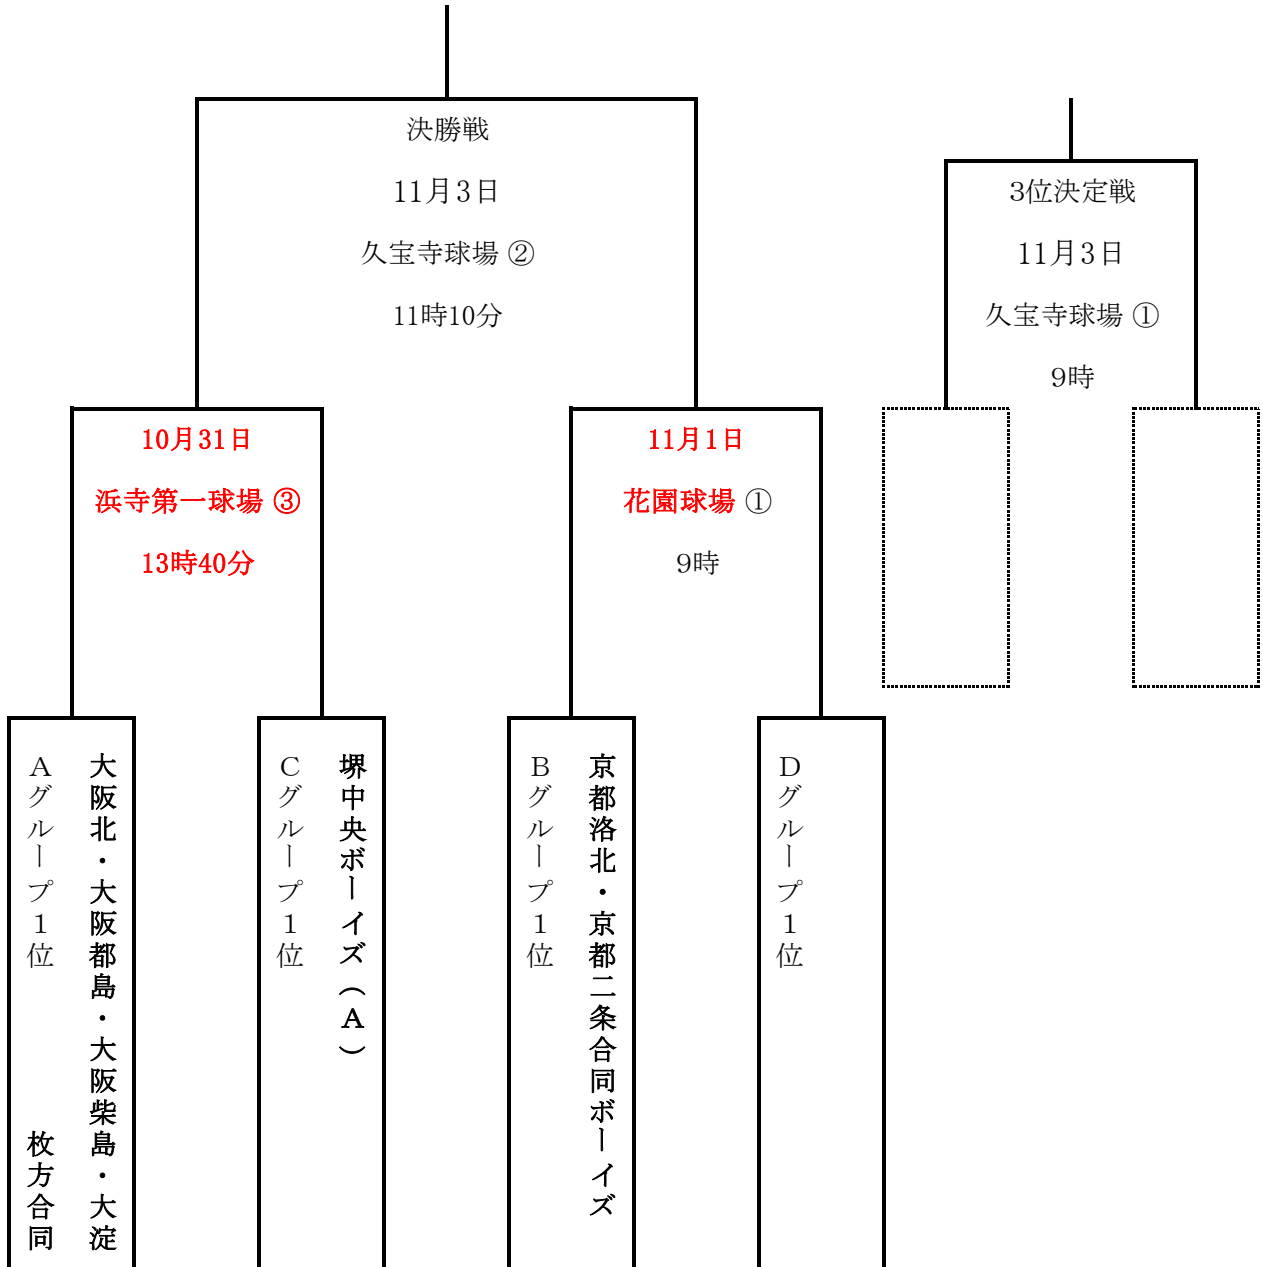 決勝戦
11月3日
久宝寺球場 ②
11時10分
3位決定戦
11月3日
久宝寺球場 ①
9時
10月31日
浜寺第一球場 ③
13時40分
11月1日
花園球場 ①
9時
大阪北・大阪都島・大阪柴島・大淀
Aグループ1位 枚方合同
堺中央ボーイズ（A）
Cグループ1位
京都洛北・京都二条合同ボーイズ
Bグループ1位
Dグループ1位